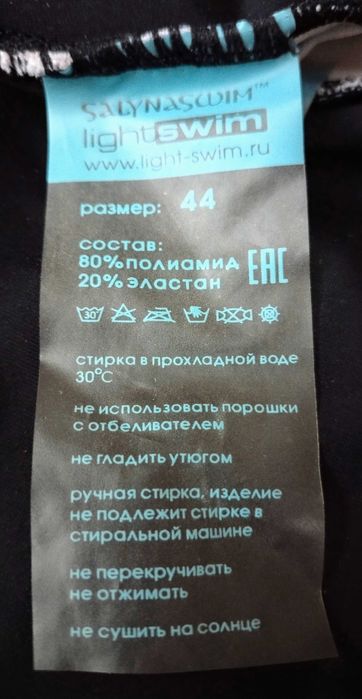 SALYNASWIM™
lightswim
www.light-swim.ru
размер: 44
состав:
80% полиамид
20% эластан
EAC
30°
стирка в прохладной воде
30°C
не использовать порошки
с отбеливателем
не гладить утюгом
ручная стирка, изделие
не подлежит стирке в
стиральной машине
не перекручивать
не отжимать
не сушить на солнце